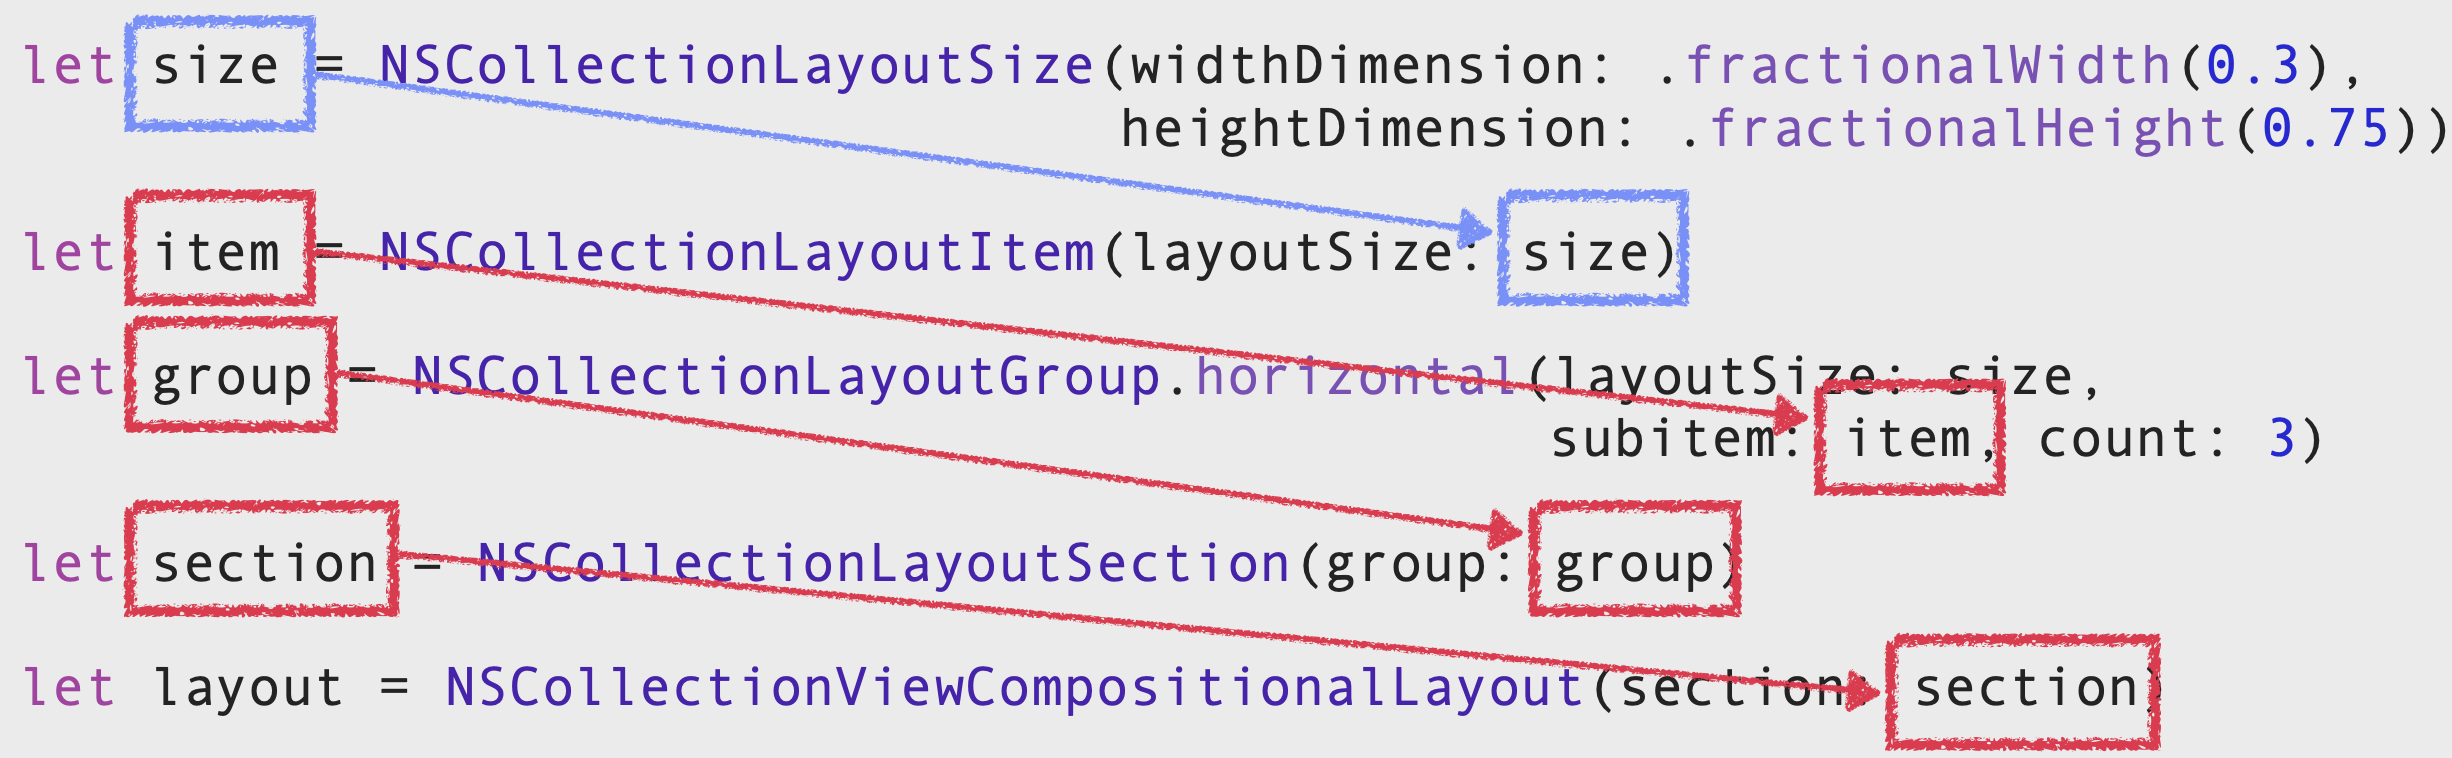 let size = NSCollectionLayoutSize(widthDimension: .fractionalWidth(0.3),
heightDimension: .fractionalHeight(0.75))
let item = NSCollectionLayoutItem(layoutSize: size)
let group = NSCollectionLayoutGroup.horizontal(layoutSize: size,
subitem: item, count: 3)
let section = NSCollectionLayoutSection(group: group)
let layout = NSCollectionViewCompositionalLayout(section: section)